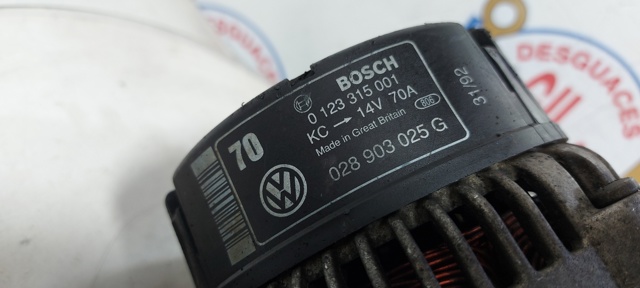 BOSCH
0 123 315 001
KC → 14V 70A
Made in Great Britain
806
70
028 903 025 G
31/92
DESGUACES